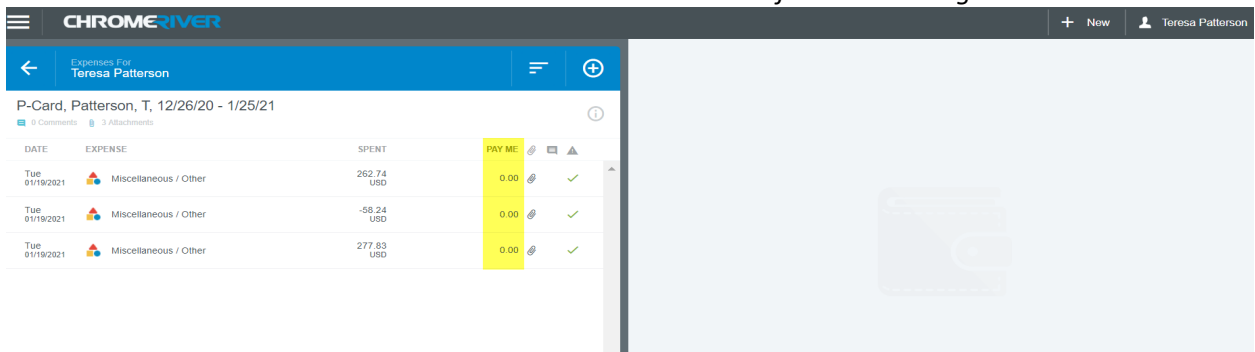 CHROMERIVER
+ New
Teresa Patterson
Expenses For
Teresa Patterson
P-Card, Patterson, T, 12/26/20 - 1/25/21
0 Comments 3 Attachments
DATE EXPENSE SPENT PAY ME
Tue
01/19/2021 Miscellaneous / Other 262.74
USD 0.00
Tue
01/19/2021 Miscellaneous / Other -58.24
USD 0.00
Tue
01/19/2021 Miscellaneous / Other 277.83
USD 0.00